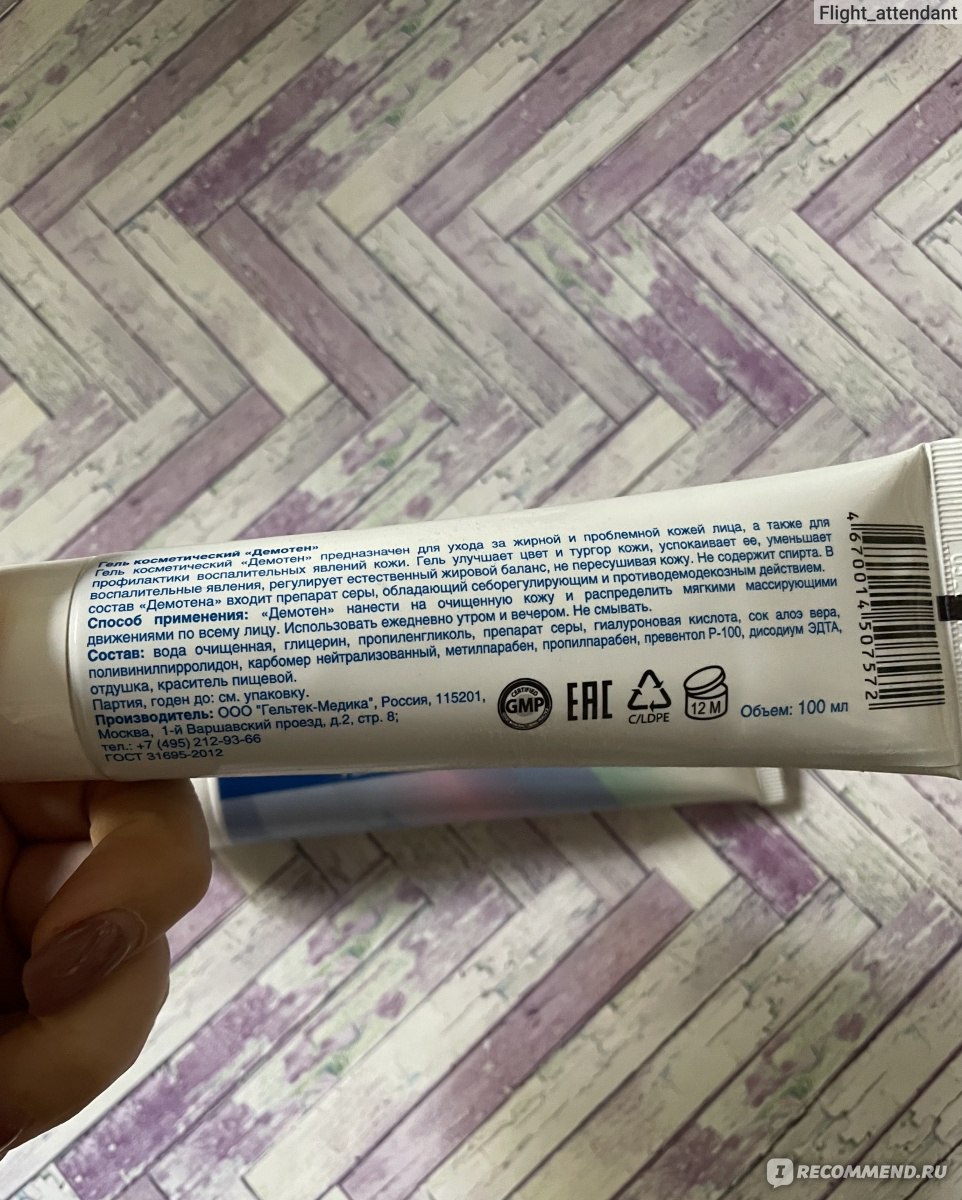 Flight_attendant
Гель косметический «Демотен»
Гель косметический «Демотен» предназначен для ухода за жирной и проблемной кожей лица, а также для
профилактики воспалительных явлений кожи. Гель улучшает цвет и тургор кожи, успокаивает ее, уменьшает
воспалительные явления, регулирует естественный жировой баланс, не пересушивая кожу. Не содержит спирта. В
состав «Демотена» входит препарат серы, обладающий себорегулирующим и противодемодекозным действием.
Способ применения: «Демотен» нанести на очищенную кожу и распределить мягкими массирующими
движениями по всему лицу. Использовать ежедневно утром и вечером. Не смывать.
Состав: вода очищенная, глицерин, пропиленгликоль, препарат серы, гиалуроновая кислота, сок алоэ вера,
поливинилпирролидон, карбомер нейтрализованный, метилпарабен, пропилпарабен, превентол Р-100, дисодиум ЭДТА,
отдушка, краситель пищевой.
Партия, годен до: см. упаковку.
Производитель: ООО "Гельтек-Медика", Россия, 115201,
Москва, 1-й Варшавский проезд, д.2, стр. 8;
тел.: +7 (495) 212-93-66
ГОСТ 31695-2012
CERTIFIED
GMP
EAC
C/LDPE
12 M
Объем: 100 мл
4670014507572
I RECOMMEND.RU